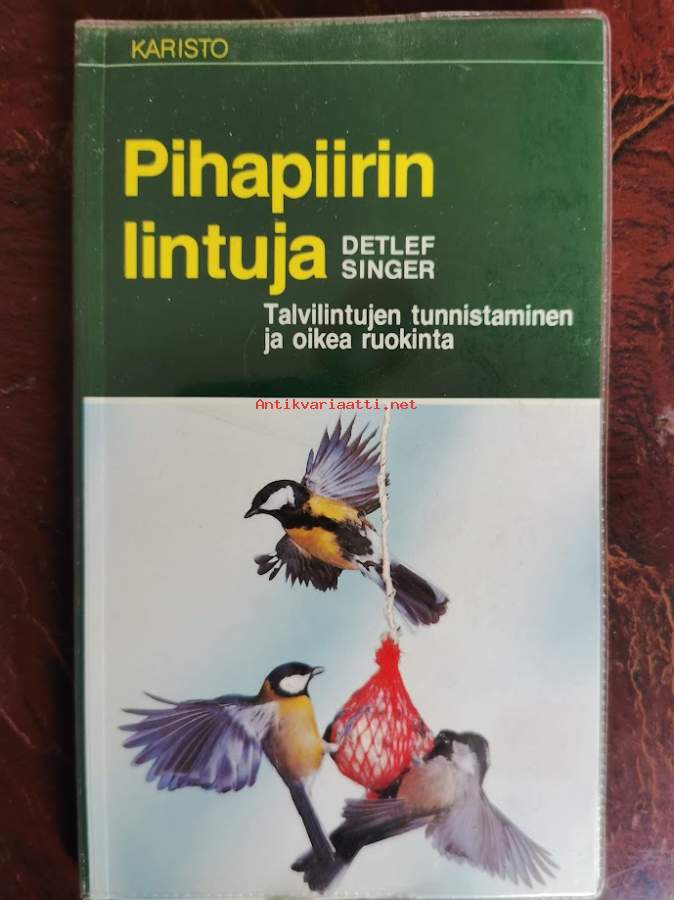 KARISTO
Pihapiirin
lintuja
DETLEF
SINGER
Talvilintujen tunnistaminen
ja oikea ruokinta
Antikvariaatti.net